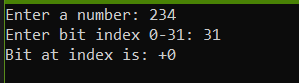 Enter a number: 234
Enter bit index 0-31: 31
Bit at index is: +0